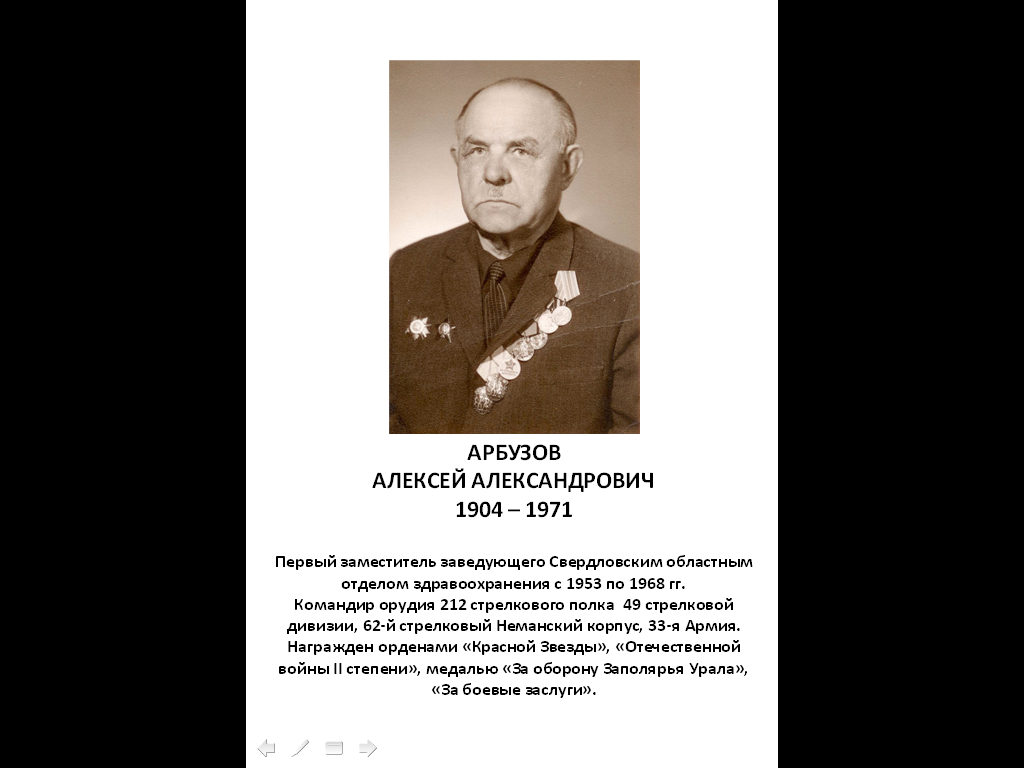 АРБУЗОВ
АЛЕКСЕЙ АЛЕКСАНДРОВИЧ
1904 – 1971
Первый заместитель заведующего Свердловским областным
отделом здравоохранения с 1953 по 1968 гг.
Командир орудия 212 стрелкового полка  49 стрелковой
дивизии, 62-й стрелковый Неманский корпус, 33-я Армия.
Награжден орденами «Красной Звезды», «Отечественной
войны II степени», медалью «За оборону Заполярья Урала»,
«За боевые заслуги».